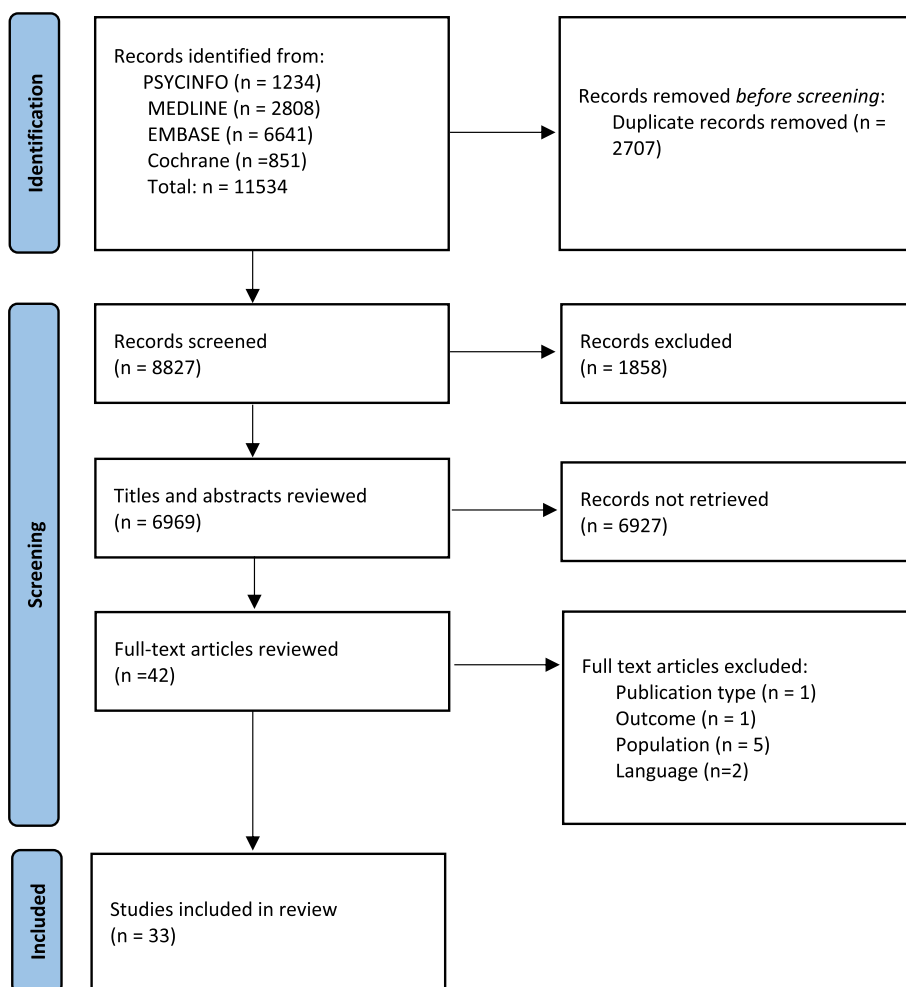 Identification
Records identified from:
PSYCINFO (n = 1234)
MEDLINE (n = 2808)
EMBASE (n = 6641)
Cochrane (n =851)
Total: n = 11534
Records removed before screening:
Duplicate records removed (n =
2707)
Screening
Records screened
(n = 8827)
Records excluded
(n = 1858)
Titles and abstracts reviewed
(n = 6969)
Records not retrieved
(n = 6927)
Full-text articles reviewed
(n =42)
Full text articles excluded:
Publication type (n = 1)
Outcome (n = 1)
Population (n = 5)
Language (n=2)
Included
Studies included in review
(n = 33)